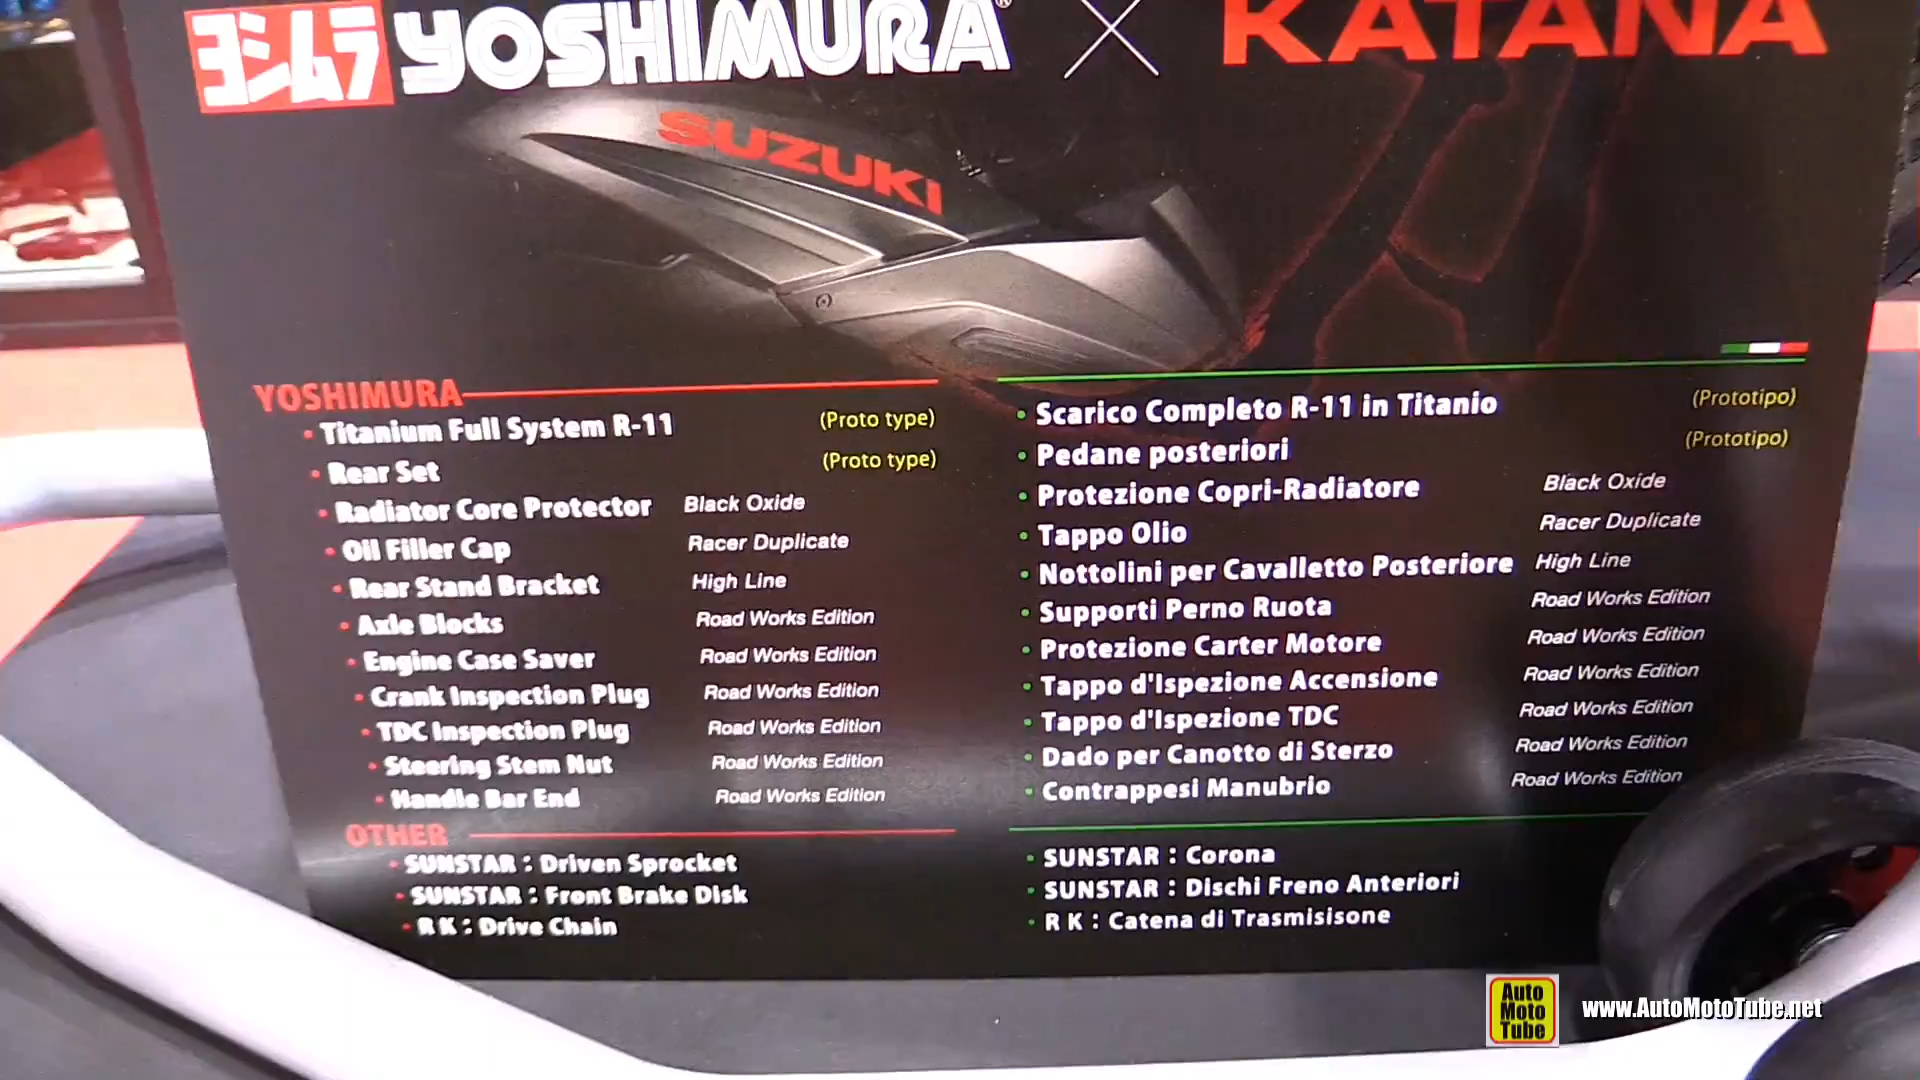 ヨシムラ YOSHIMURA® X KATANA
SUZUKI
YOSHIMURA
• Titanium Full System R-11 (Proto type)
• Rear Set (Proto type)
• Radiator Core Protector Black Oxide
• Oil Filler Cap Racer Duplicate
• Rear Stand Bracket High Line
• Axle Blocks Road Works Edition
• Engine Case Saver Road Works Edition
• Crank Inspection Plug Road Works Edition
• TDC Inspection Plug Road Works Edition
• Steering Stem Nut Road Works Edition
• Handle Bar End Road Works Edition
OTHER
• SUNSTAR : Driven Sprocket
• SUNSTAR : Front Brake Disk
• R K : Drive Chain
• Scarico Completo R-11 in Titanio (Prototipo)
• Pedane posteriori (Prototipo)
• Protezione Copri-Radiatore Black Oxide
• Tappo Olio Racer Duplicate
• Nottolini per Cavalletto Posteriore High Line
• Supporti Perno Ruota Road Works Edition
• Protezione Carter Motore Road Works Edition
• Tappo d'Ispezione Accensione Road Works Edition
• Tappo d'Ispezione TDC Road Works Edition
• Dado per Canotto di Sterzo Road Works Edition
• Contrappesi Manubrio Road Works Edition
• SUNSTAR : Corona
• SUNSTAR : Dischi Freno Anteriori
• R K : Catena di Trasmisisone
Auto
Moto
Tube
www.AutoMotoTube.net